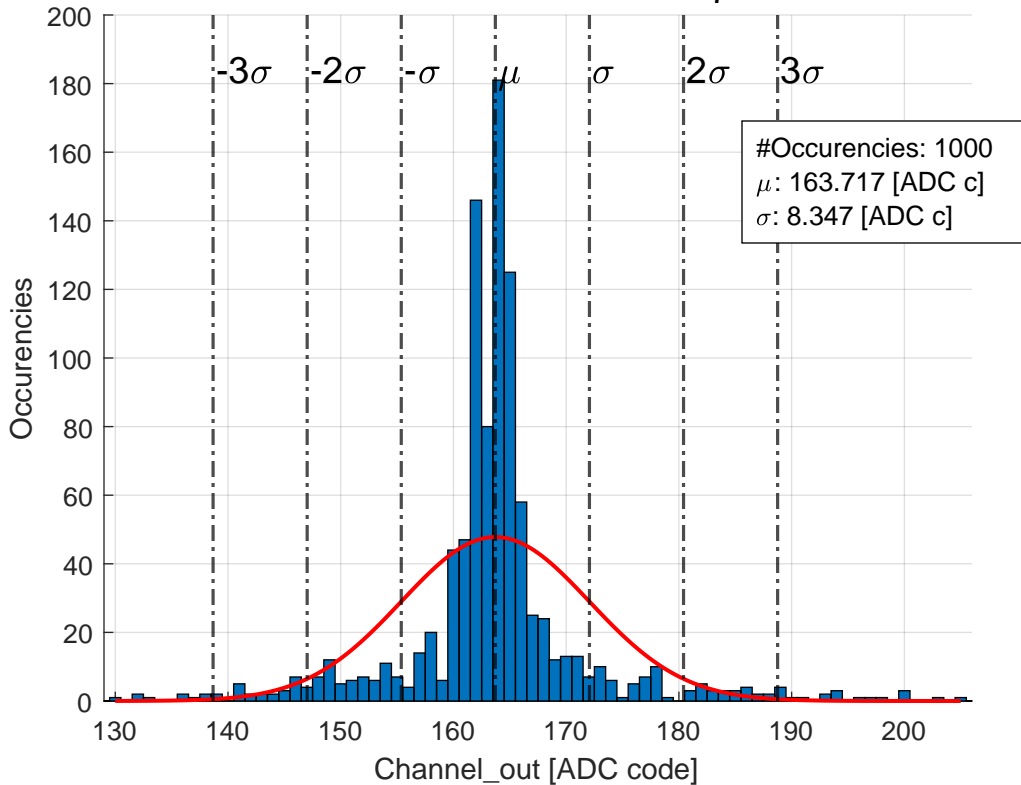 200
180
160
140
120
100
80
60
40
20
0
Occurencies
-3σ
-2σ
-σ
μ
σ
2σ
3σ
#Occurencies: 1000
μ: 163.717 [ADC c]
σ: 8.347 [ADC c]
130
140
150
160
170
180
190
200
Channel_out [ADC code]